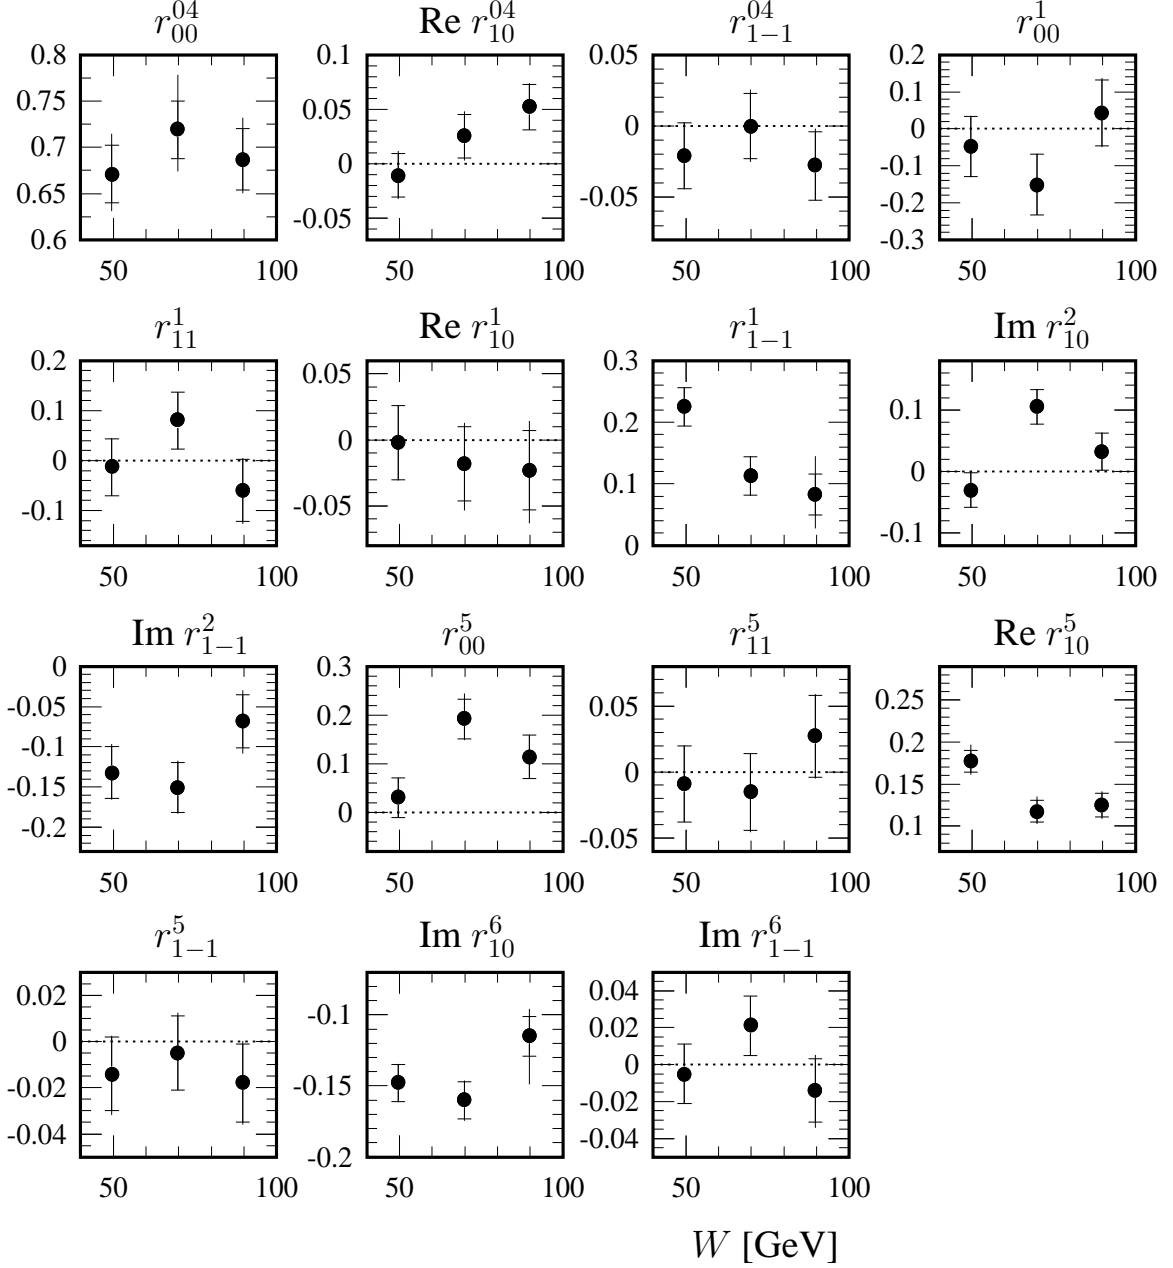 r^{04}_{00} Re r^{04}_{10} r^{04}_{1−1} r^{1}_{00}
0.8 0.1 0.05 0.2
0.75 0.05 0 0.1
0.7 0 -0.05 0
0.65 -0.05 -0.1
0.6 -0.2
-0.3
50 100 50 100 50 100 50 100
r^{1}_{11} Re r^{1}_{10} r^{1}_{1−1} Im r^{2}_{10}
0.2 0.05 0.3 0.1
0.1 0 0.2 0
0 -0.05 0.1 -0.1
-0.1 0
50 100 50 100 50 100 50 100
Im r^{2}_{1−1} r^{5}_{00} r^{5}_{11} Re r^{5}_{10}
0 0.3 0.05 0.25
-0.05 0.2 0 0.2
-0.1 0.1 -0.05 0.15
-0.15 0 0.1
-0.2
50 100 50 100 50 100 50 100
r^{5}_{1−1} Im r^{6}_{10} Im r^{6}_{1−1}
0.02 -0.1 0.04
0 -0.15 0.02
-0.02 -0.2 0
-0.04 -0.02
-0.04
50 100 50 100 50 100
W [GeV]